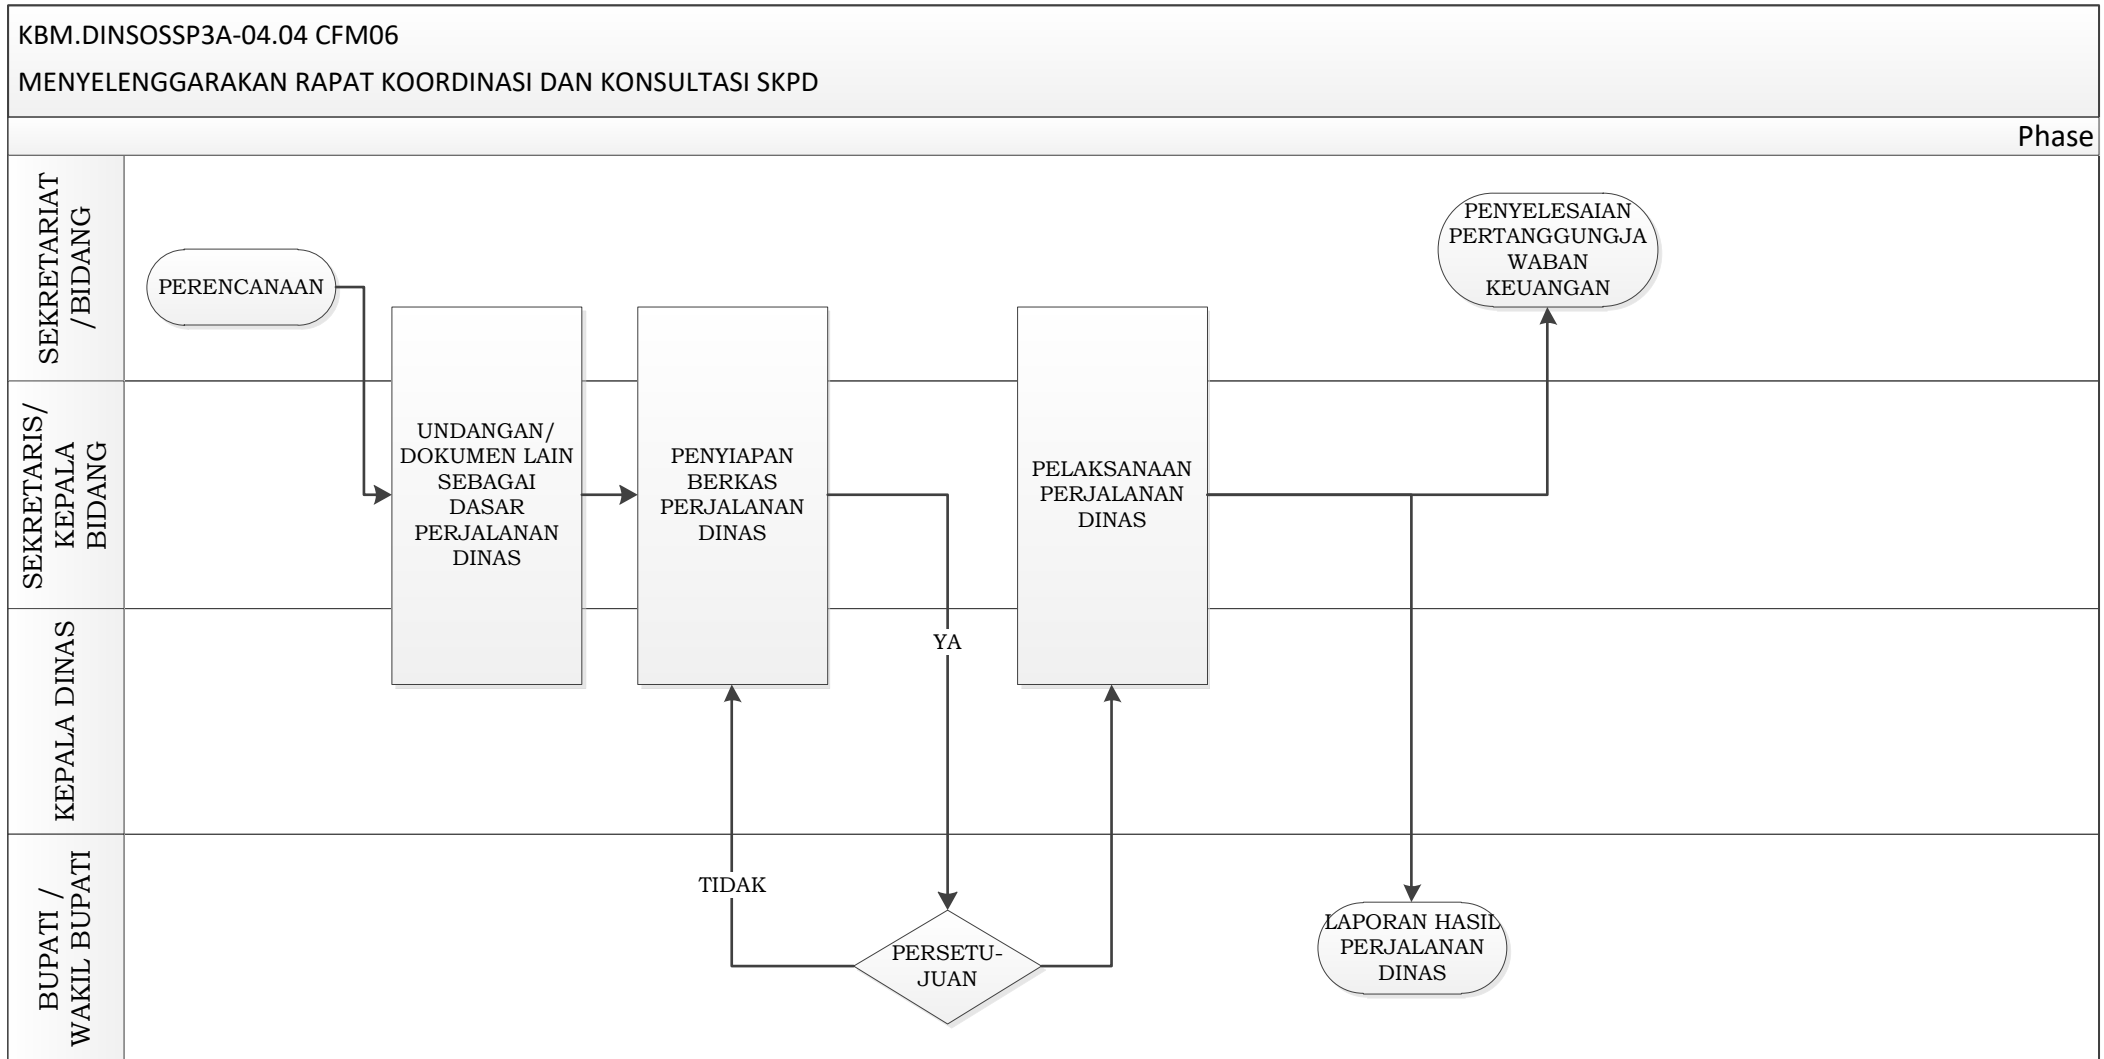 KBM.DINSOSSP3A-04.04 CFM06
MENYELENGGARAKAN RAPAT KOORDINASI DAN KONSULTASI SKPD
Phase
SEKRETARIAT
/BIDANG
PERENCANAAN
PENYELESAIAN
PERTANGGUNGJA
WABAN
KEUANGAN
SEKRETARIS/
KEPALA
BIDANG
UNDANGAN/
DOKUMEN LAIN
SEBAGAI
DASAR
PERJALANAN
DINAS
PENYIAPAN
BERKAS
PERJALANAN
DINAS
PELAKSANAAN
PERJALANAN
DINAS
KEPALA DINAS
YA
BUPATI /
WAKIL BUPATI
TIDAK
PERSETU-
JUAN
LAPORAN HASIL
PERJALANAN
DINAS